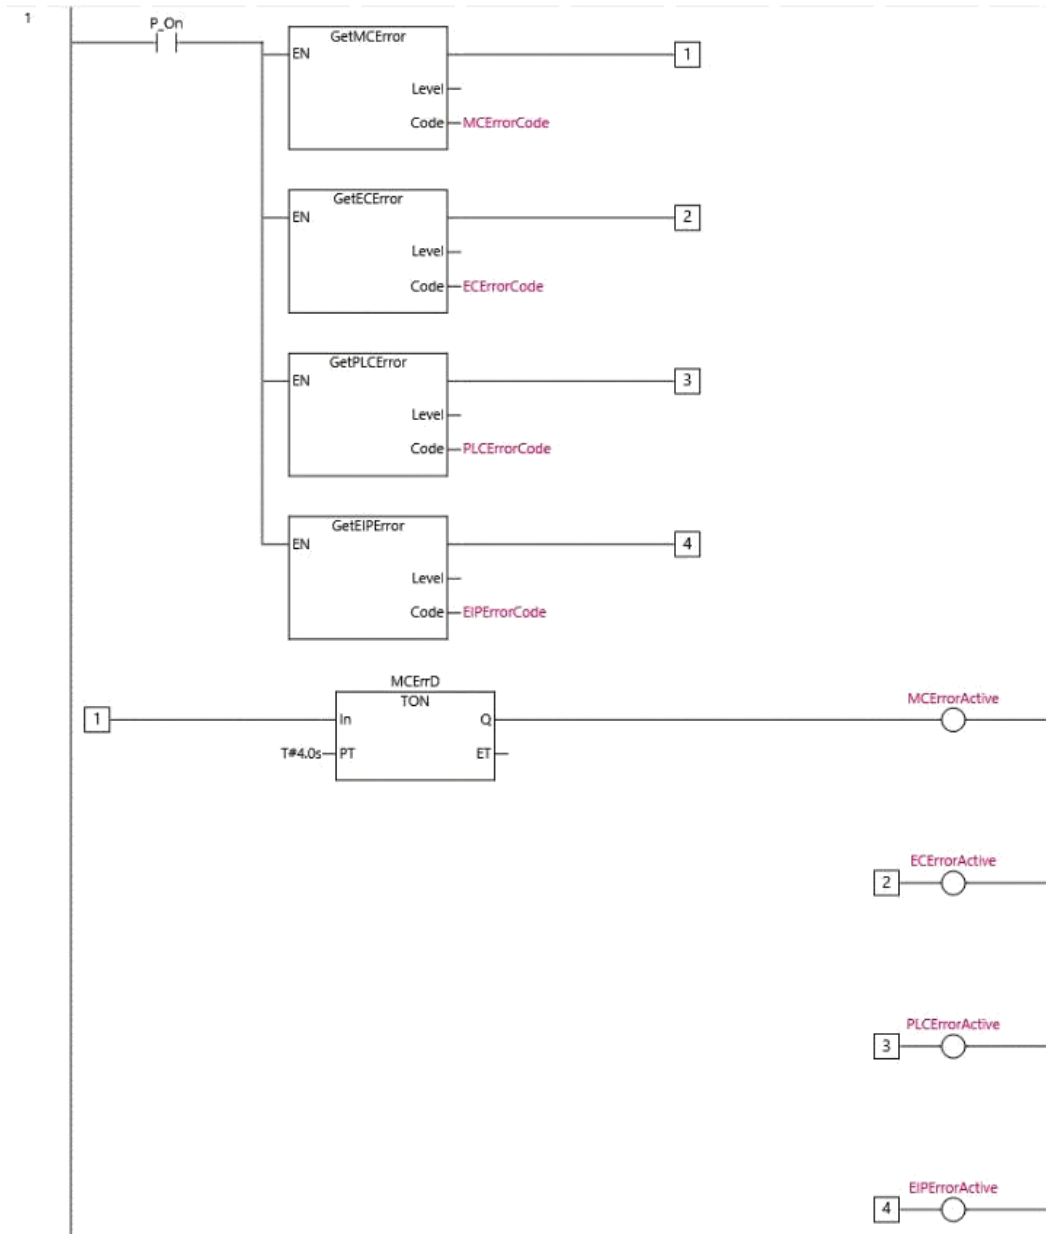 1
P_On
GetMCError
EN
1
Level
Code MCErrorCode
GetECError
EN
2
Level
Code ECErrorCode
GetPLCError
EN
3
Level
Code PLCErrorCode
GetEIPError
EN
4
Level
Code EIPErrorCode
MCErrD
TON
MCErrorActive
1
In Q
T#4.0s PT ET
ECErrorActive
2
PLCErrorActive
3
EIPErrorActive
4